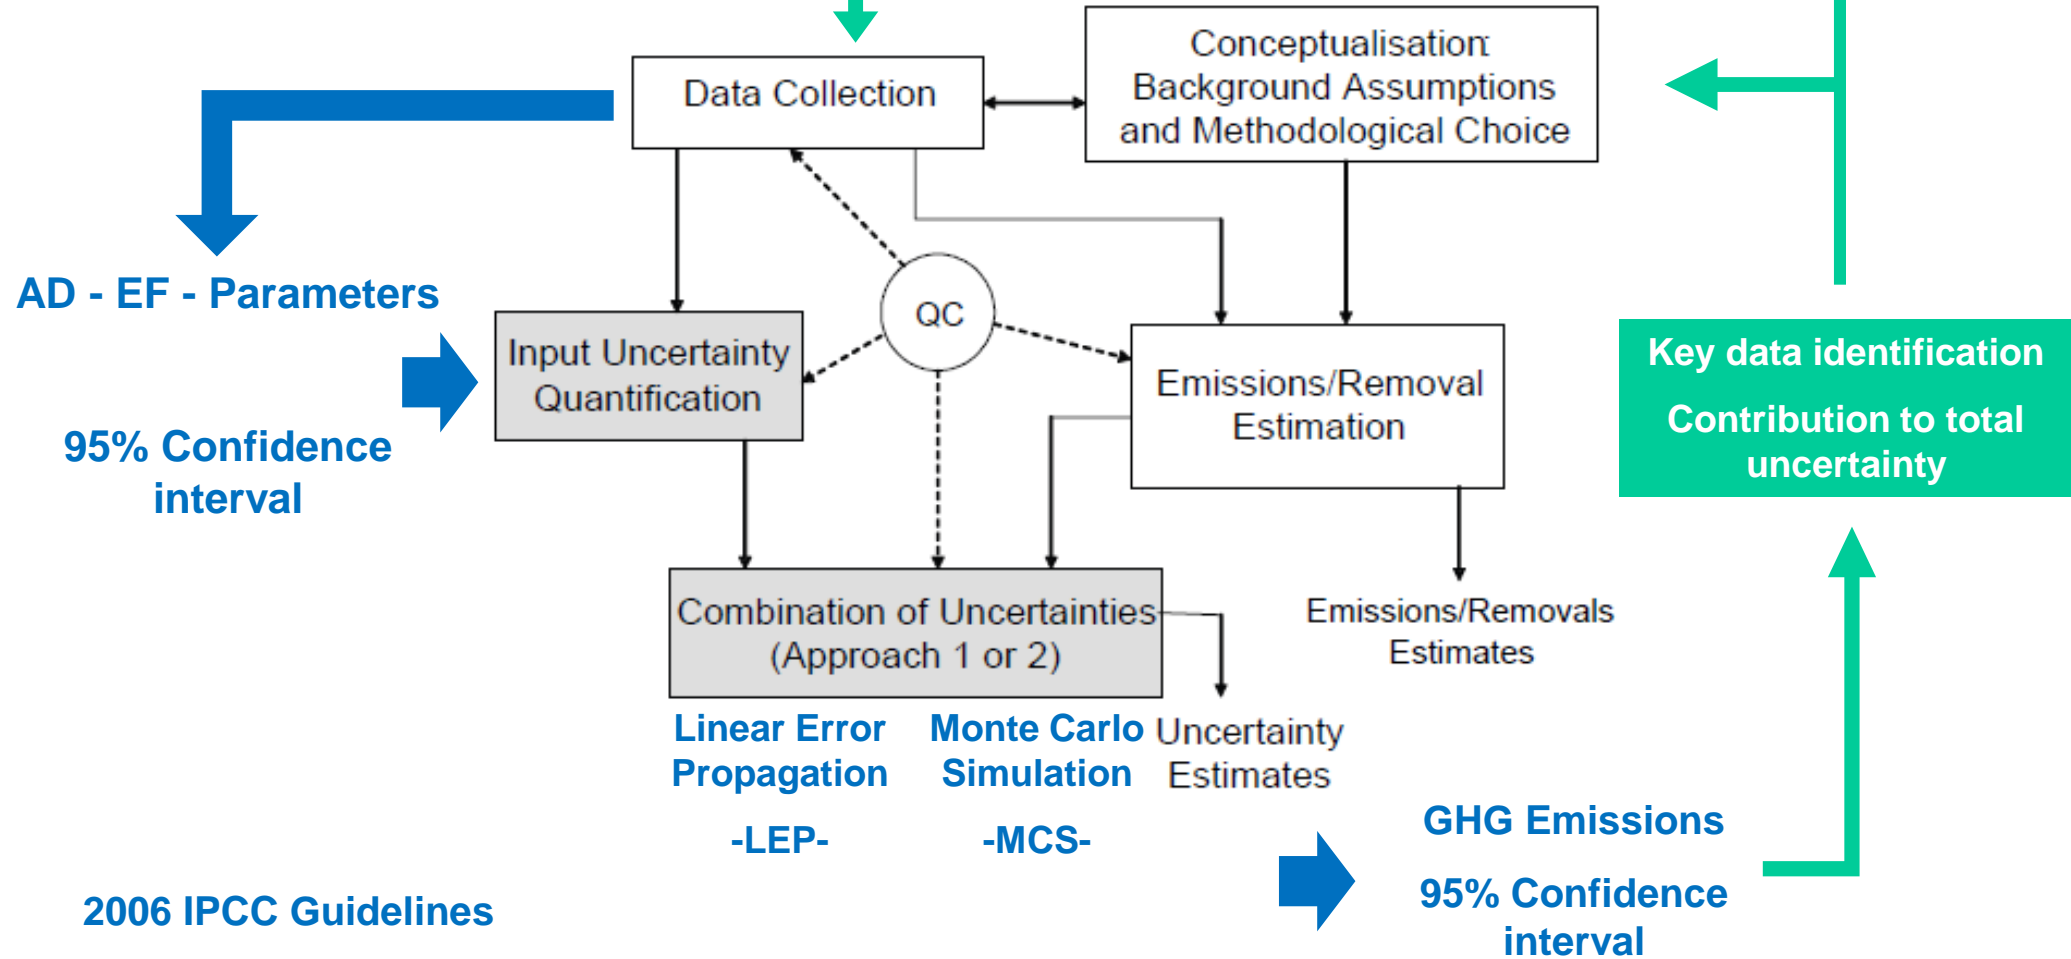 Conceptualisation:
Background Assumptions
and Methodological Choice
Data Collection
AD - EF - Parameters
QC
Input Uncertainty
Quantification
95% Confidence
interval
Emissions/Removal
Estimation
Key data identification
Contribution to total
uncertainty
Combination of Uncertainties
(Approach 1 or 2)
Emissions/Removals
Estimates
Linear Error
Propagation
-LEP-
Monte Carlo
Simulation
-MCS-
Uncertainty
Estimates
GHG Emissions
95% Confidence
interval
2006 IPCC Guidelines